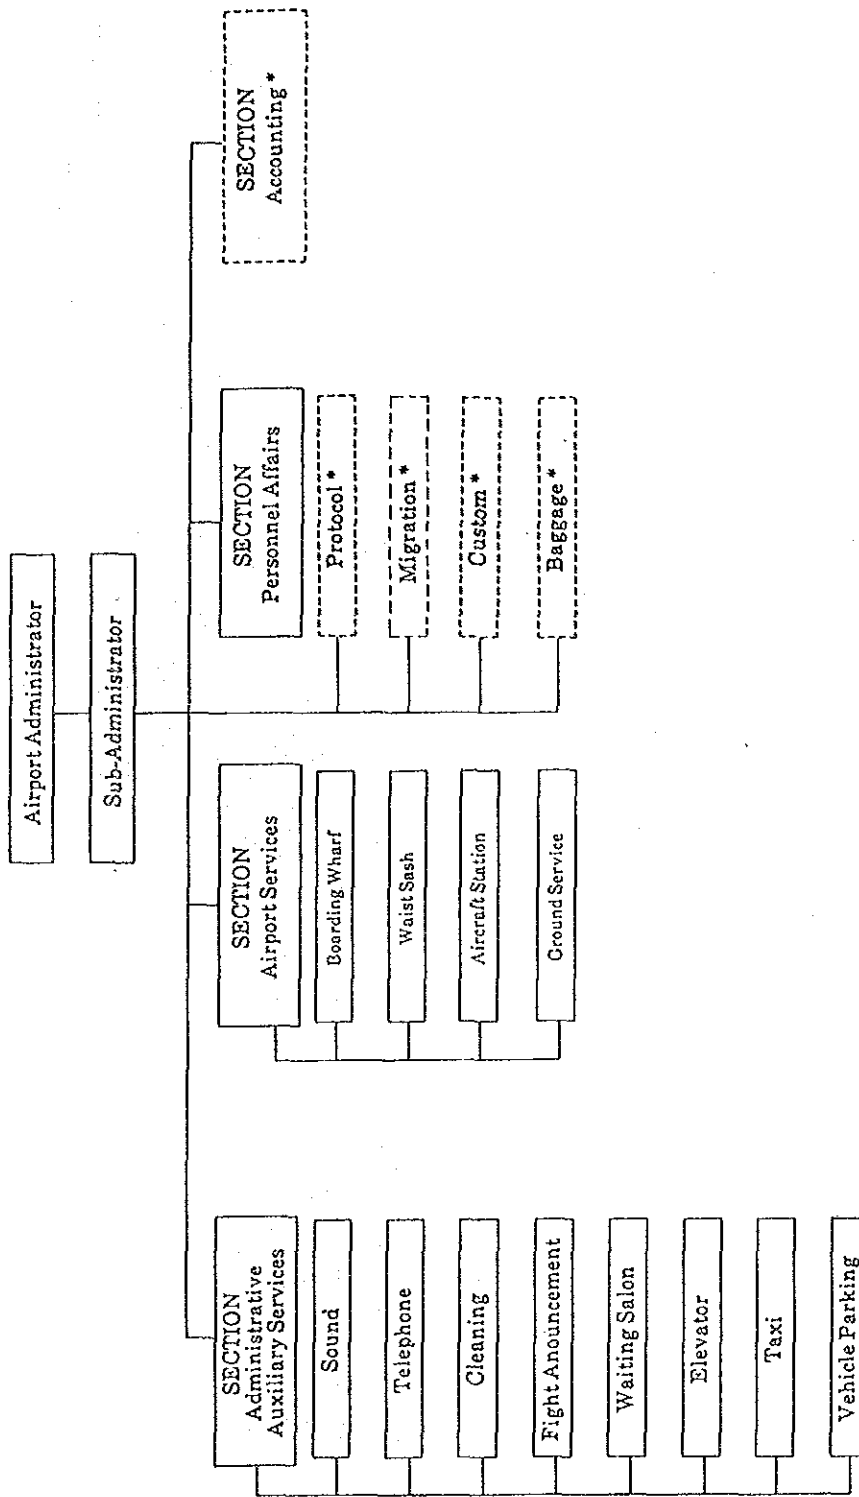 Airport Administrator
Sub-Administrator
SECTION
Administrative
Auxiliary Services
Sound
Telephone
Cleaning
Fight Anouncement
Waiting Salon
Elevator
Taxi
Vehicle Parking
SECTION
Airport Services
Boarding Wharf
Waist Sash
Aircraft Station
Ground Service
SECTION
Personnel Affairs
Protocol *
Migration *
Custom *
Baggage *
SECTION
Accounting *